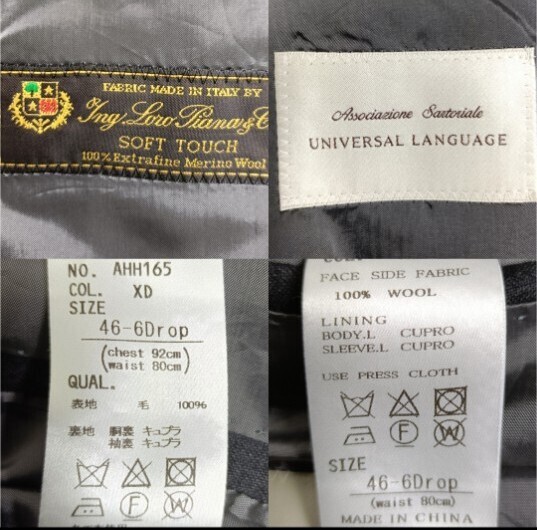 FABRIC MADE IN ITALY BY
Ing. Loro Piana & C
SOFT TOUCH
100% Extrafine Merino Wool
Associazione Sartoriale
UNIVERSAL LANGUAGE
NO. AHH165
COL. XD
SIZE
46-6Drop
(chest 92cm
waist 80cm)
QUAL.
表地 毛 100%
裏地 胴裏 キュプラ
袖裏 キュプラ
FACE SIDE FABRIC
100% WOOL
LINING
BODY.L CUPRO
SLEEVE.L CUPRO
USE PRESS CLOTH
F
W
SIZE
46-6Drop
(waist 80cm)
MADE IN CHINA